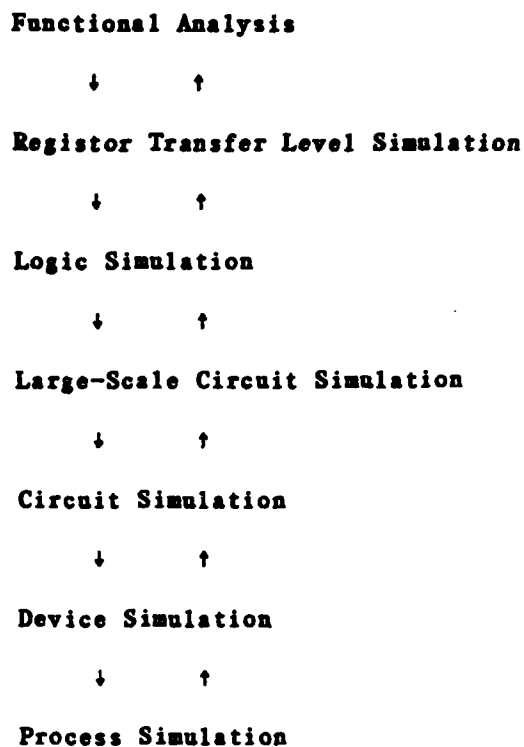 Functional Analysis
↓ ↑
Registor Transfer Level Simulation
↓ ↑
Logic Simulation
↓ ↑
Large-Scale Circuit Simulation
↓ ↑
Circuit Simulation
↓ ↑
Device Simulation
↓ ↑
Process Simulation